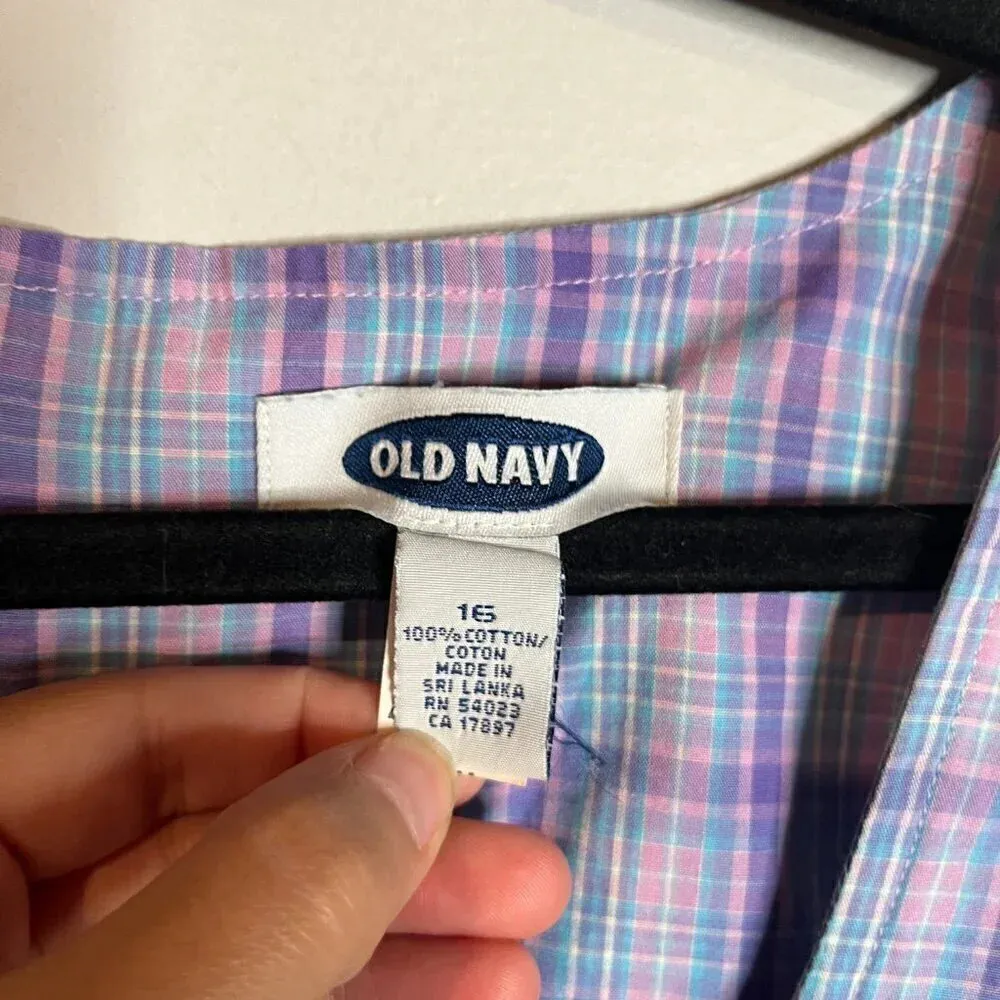 OLD NAVY
16
100% COTTON/
COTON
MADE IN
SRI LANKA
RN 54023
CA 17897